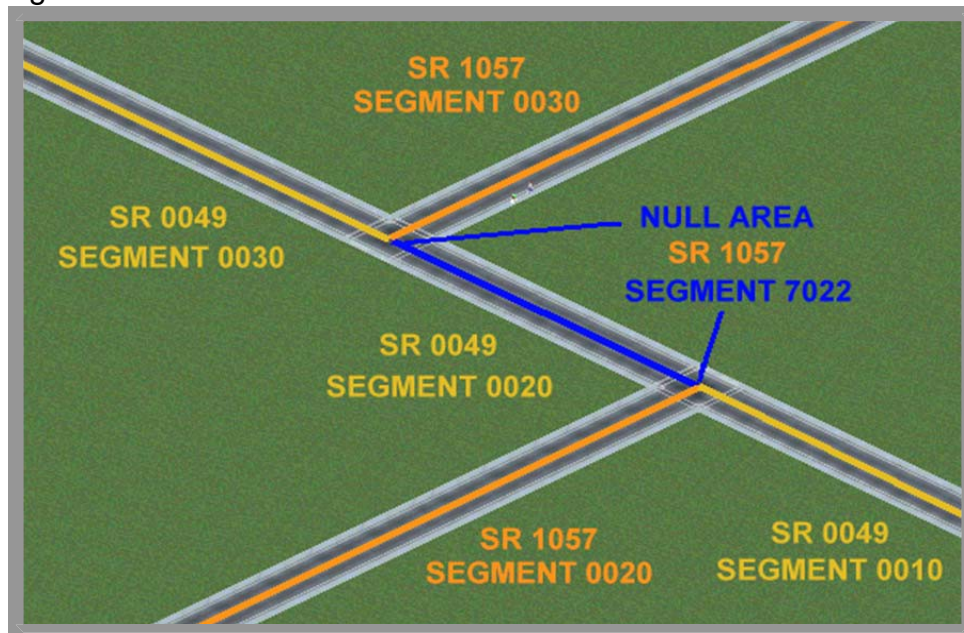 SR 1057
SEGMENT 0030
SR 0049
SEGMENT 0030
NULL AREA
SR 1057
SEGMENT 7022
SR 0049
SEGMENT 0020
SR 1057
SEGMENT 0020
SR 0049
SEGMENT 0010